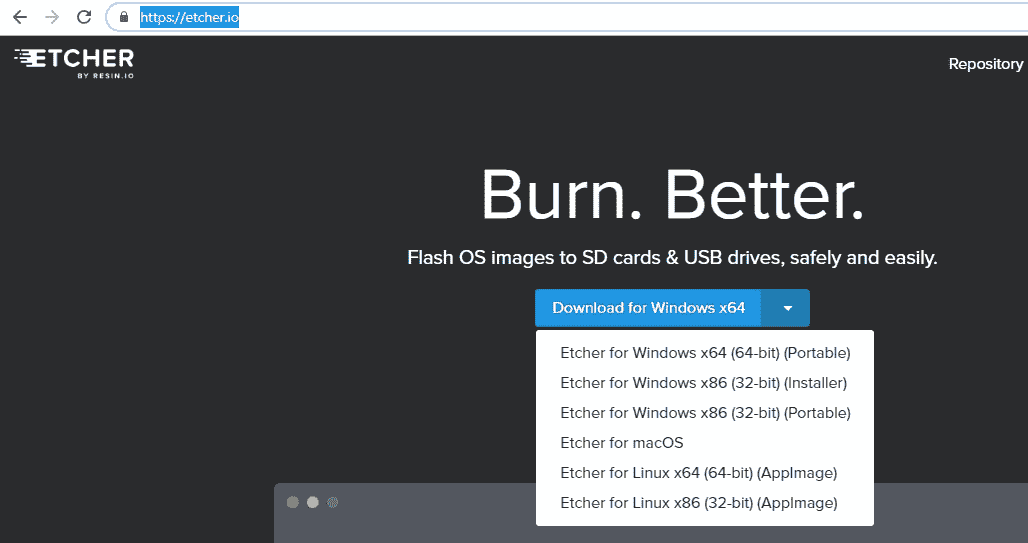 https://etcher.io
ETCHER
BY RESIN.IO
Repository
Burn. Better.
Flash OS images to SD cards & USB drives, safely and easily.
Download for Windows x64
Etcher for Windows x64 (64-bit) (Portable)
Etcher for Windows x86 (32-bit) (Installer)
Etcher for Windows x86 (32-bit) (Portable)
Etcher for macOS
Etcher for Linux x64 (64-bit) (AppImage)
Etcher for Linux x86 (32-bit) (AppImage)